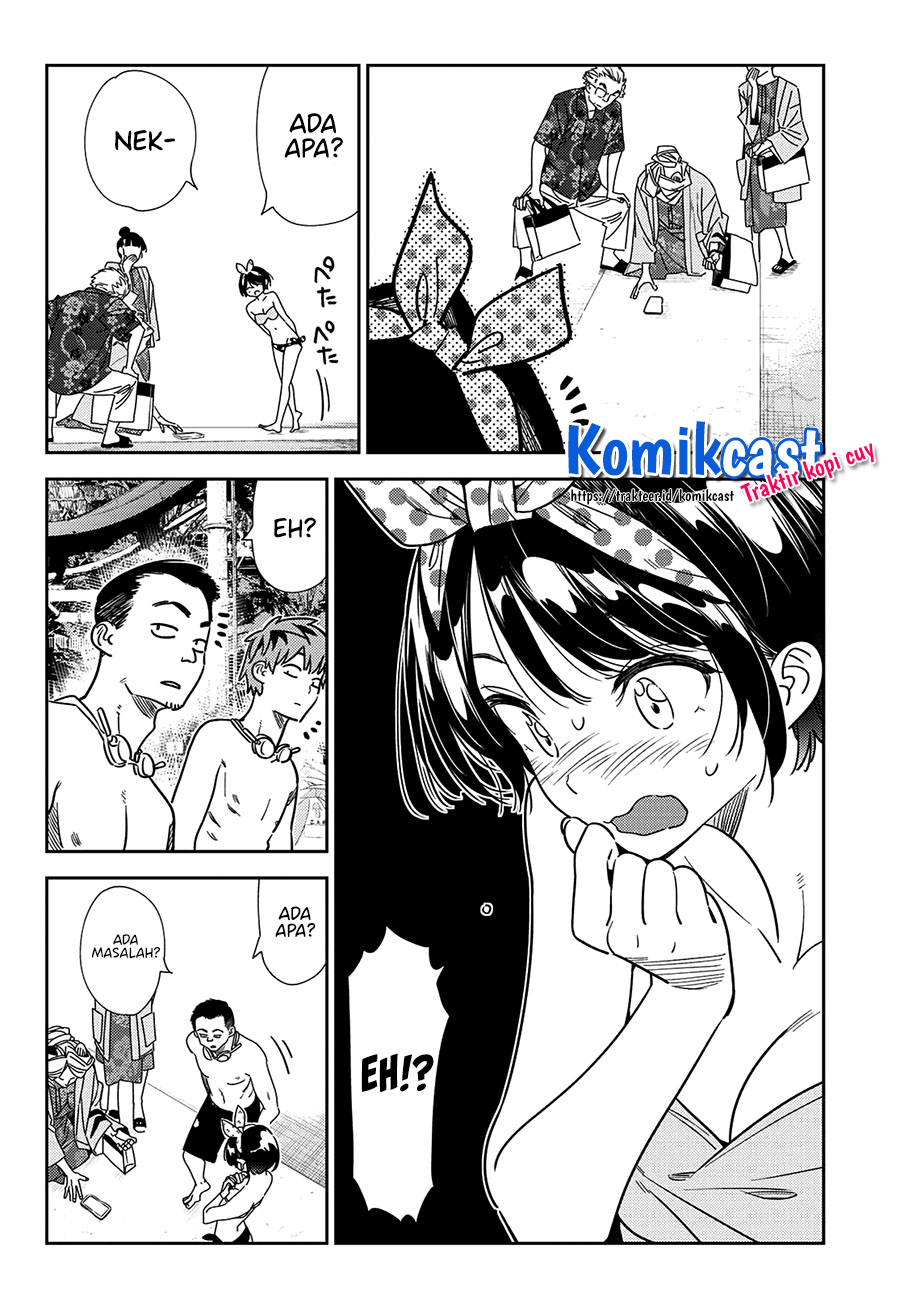 ADA
APA?
NEK-
ペた
ペた
Komikcast
Traktir kopi cuy
https://trakteer.id/komikcast
EH!?
EH?
ADA
APA?
ADA
MASALAH?